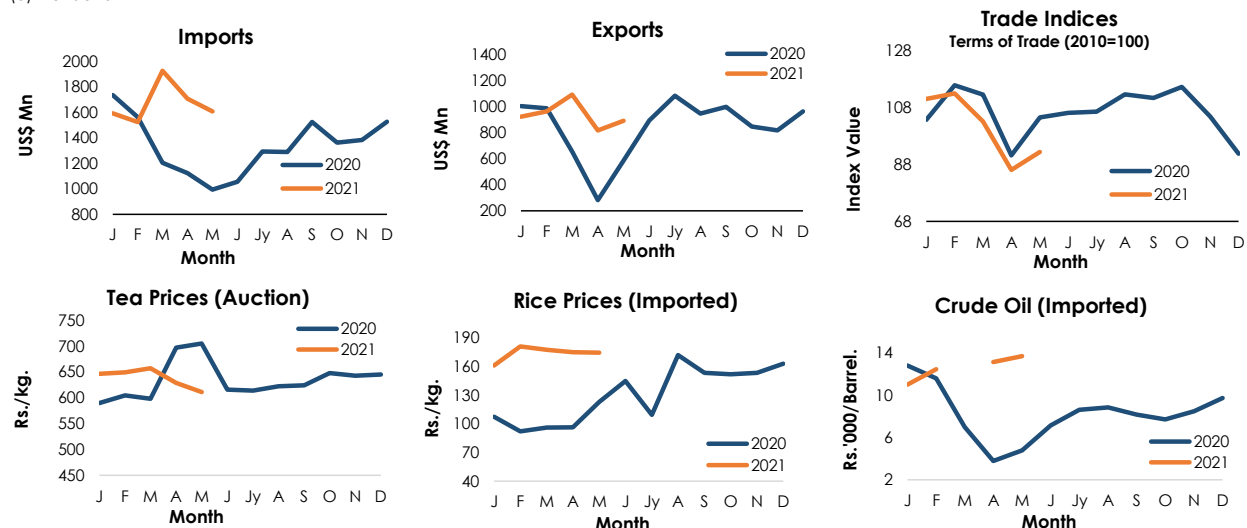 Imports
US$ Mn
2000
1800
1600
1400
1200
1000
800
2020
2021
J F M A M J Jy A S O N D
Month
Exports
US$ Mn
1400
1200
1000
800
600
400
200
2020
2021
J F M A M J Jy A S O N D
Month
Trade Indices
Terms of Trade (2010=100)
Index Value
128
108
88
68
2020
2021
J F M A M J Jy A S O N D
Month
Tea Prices (Auction)
Rs./kg.
750
700
650
600
550
500
450
2020
2021
J F M A M J Jy A S O N D
Month
Rice Prices (Imported)
Rs./kg.
190
160
130
100
70
40
2020
2021
J F M A M J Jy A S O N D
Month
Crude Oil (Imported)
Rs.'000/Barrel.
14
10
6
2
2020
2021
J F M A M J Jy A S O N D
Month